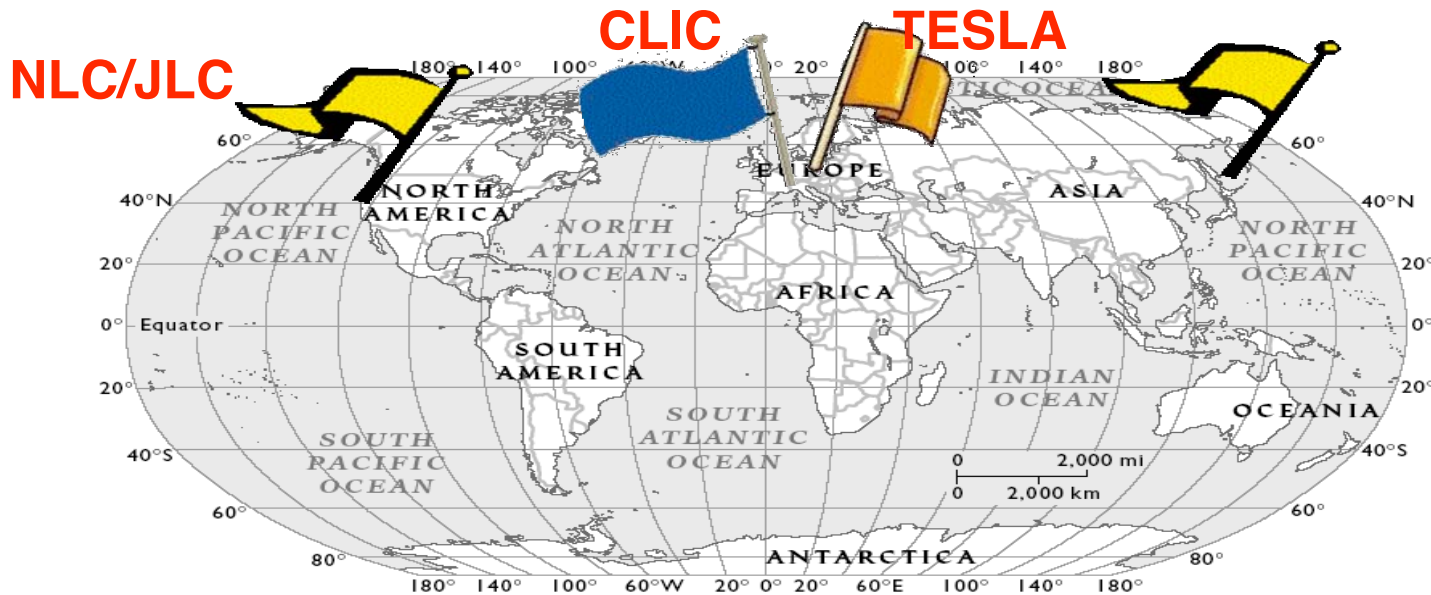 CLIC
TESLA
NLC/JLC
180° 140° 100° 20° 106 140° 180°
TIC OCEA
60° 60°
EUROPE
NORTH
AMERICA
ASIA
40°N 40°N
NORTH
PACIFIC
OCEAN
NORTH
ATLANTIC
OCEAN
NORTH
PACIFIC
OCEAN
20° 20°
AFRICA
0° Equator 0°
SOUTH
AMERICA
INDIAN
OCEAN
20° 20°
OCEANIA
SOUTH
ATLANTIC
OCEAN
SOUTH
PACIFIC
OCEAN
40°S 40°S
0 2,000 mi
0 2,000 km
60° 60°
ANTARCTICA
80° 80°
180° 140° 100° 60°W 20° 0° 20° 60°E 100° 140° 180°